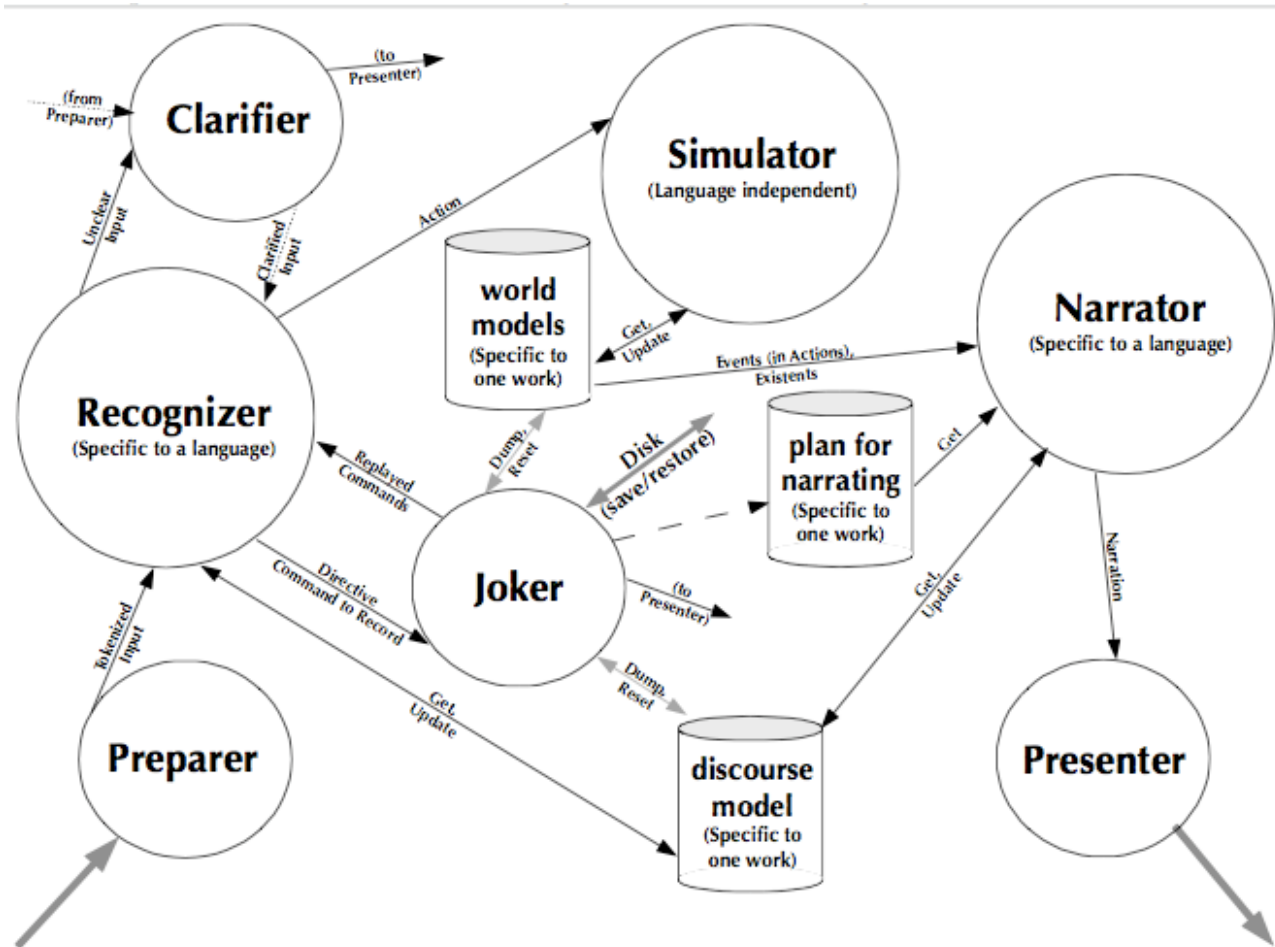 (to
Presenter)
(from
Preparer)
Clarifier
Unclear
Input
Clarified
Input
Action
Simulator
(Language independent)
world
models
(Specific to
one work)
Get,
Update
Events (in Actions),
Existents
Narrator
(Specific to a language)
Recognizer
(Specific to a language)
Replayed
Commands
Dump,
Reset
Disk
(save/restore)
plan for
narrating
(Specific to
one work)
Get
Joker
(to
Presenter)
Directive
Command to Record
Tokenized
Input
Get,
Update
Dump,
Reset
Get,
Update
Narration
Preparer
discourse
model
(Specific to
one work)
Presenter